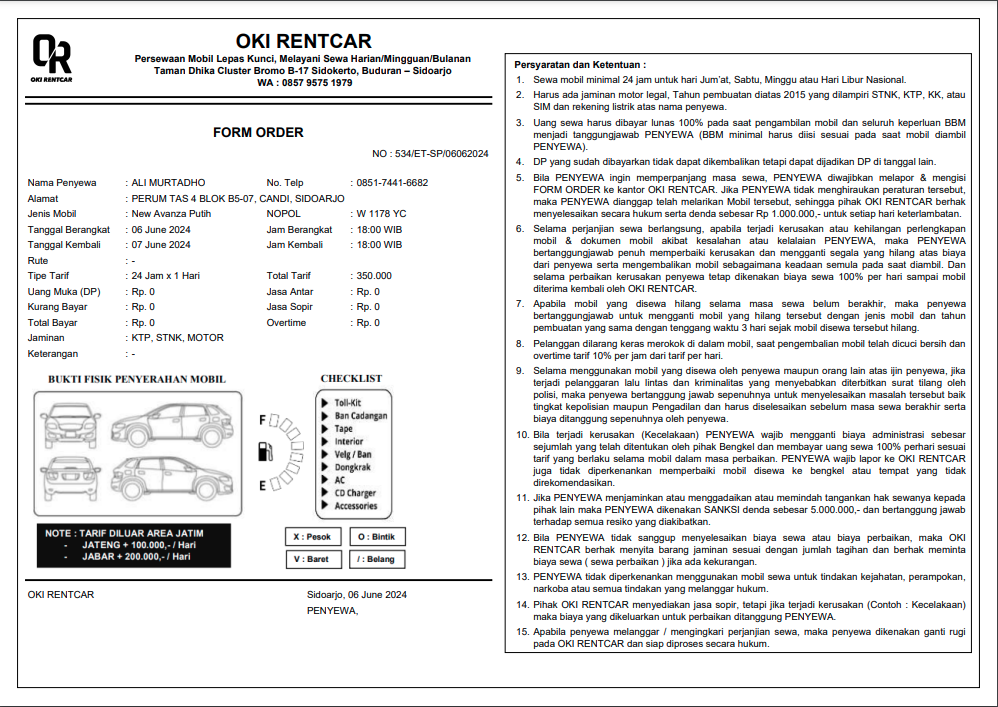 OR
OKI RENTCAR
OKI RENTCAR
Persewaan Mobil Lepas Kunci, Melayani Sewa Harian/Mingguan/Bulanan
Taman Dhika Cluster Bromo B-17 Sidokerto, Buduran – Sidoarjo
WA : 0857 9575 1979
FORM ORDER
NO : 534/ET-SP/06062024
Nama Penyewa : ALI MURTADHO No. Telp : 0851-7441-6682
Alamat : PERUM TAS 4 BLOK B5-07, CANDI, SIDOARJO
Jenis Mobil : New Avanza Putih NOPOL : W 1178 YC
Tanggal Berangkat : 06 June 2024 Jam Berangkat : 18:00 WIB
Tanggal Kembali : 07 June 2024 Jam Kembali : 18:00 WIB
Rute : -
Tipe Tarif : 24 Jam x 1 Hari Total Tarif : 350.000
Uang Muka (DP) : Rp. 0 Jasa Antar : Rp. 0
Kurang Bayar : Rp. 0 Jasa Sopir : Rp. 0
Total Bayar : Rp. 0 Overtime : Rp. 0
Jaminan : KTP, STNK, MOTOR
Keterangan : -
BUKTI FISIK PENYERAHAN MOBIL
F
E
CHECKLIST
Toll-Kit
Ban Cadangan
Tape
Interior
Velg / Ban
Dongkrak
AC
CD Charger
Accessories
NOTE : TARIF DILUAR AREA JATIM
- JATENG + 100.000,- / Hari
- JABAR + 200.000,- / Hari
X : Pesok O : Bintik
V : Baret / : Belang
OKI RENTCAR Sidoarjo, 06 June 2024
PENYEWA,
Persyaratan dan Ketentuan :
1. Sewa mobil minimal 24 jam untuk hari Jum'at, Sabtu, Minggu atau Hari Libur Nasional.
2. Harus ada jaminan motor legal, Tahun pembuatan diatas 2015 yang dilampiri STNK, KTP, KK, atau
SIM dan rekening listrik atas nama penyewa.
3. Uang sewa harus dibayar lunas 100% pada saat pengambilan mobil dan seluruh keperluan BBM
menjadi tanggungjawab PENYEWA (BBM minimal harus diisi sesuai pada saat mobil diambil
PENYEWA).
4. DP yang sudah dibayarkan tidak dapat dikembalikan tetapi dapat dijadikan DP di tanggal lain.
5. Bila PENYEWA ingin memperpanjang masa sewa, PENYEWA diwajibkan melapor & mengisi
FORM ORDER ke kantor OKI RENTCAR. Jika PENYEWA tidak menghiraukan peraturan tersebut,
maka PENYEWA dianggap telah melarikan Mobil tersebut, sehingga pihak OKI RENTCAR berhak
menyelesaikan secara hukum serta denda sebesar Rp 1.000.000,- untuk setiap hari keterlambatan.
6. Selama perjanjian sewa berlangsung, apabila terjadi kerusakan atau kehilangan perlengkapan
mobil & dokumen mobil akibat kesalahan atau kelalaian PENYEWA, maka PENYEWA
bertanggungjawab penuh memperbaiki kerusakan dan mengganti segala yang hilang atas biaya
dari penyewa serta mengembalikan mobil sebagaimana keadaan semula pada saat diambil. Dan
selama perbaikan kerusakan penyewa tetap dikenakan biaya sewa 100% per hari sampai mobil
diterima kembali oleh OKI RENTCAR.
7. Apabila mobil yang disewa hilang selama masa sewa belum berakhir, maka penyewa
bertanggungjawab untuk mengganti mobil yang hilang tersebut dengan jenis mobil dan tahun
pembuatan yang sama dengan tenggang waktu 3 hari sejak mobil disewa tersebut hilang.
8. Pelanggan dilarang keras merokok di dalam mobil, saat pengembalian mobil telah dicuci bersih dan
overtime tarif 10% per jam dari tarif per hari.
9. Selama menggunakan mobil yang disewa oleh penyewa maupun orang lain atas ijin penyewa, jika
terjadi pelanggaran lalu lintas dan kriminalitas yang menyebabkan diterbitkan surat tilang oleh
polisi, maka penyewa bertanggung jawab sepenuhnya untuk menyelesaikan masalah tersebut baik
tingkat kepolisian maupun Pengadilan dan harus diselesaikan sebelum masa sewa berakhir serta
biaya ditanggung sepenuhnya oleh penyewa.
10. Bila terjadi kerusakan (Kecelakaan) PENYEWA wajib mengganti biaya administrasi sebesar
sejumlah yang telah ditentukan oleh pihak Bengkel dan membayar uang sewa 100% perhari sesuai
tarif yang berlaku selama mobil dalam masa perbaikan. PENYEWA wajib lapor ke OKI RENTCAR
juga tidak diperkenankan memperbaiki mobil disewa ke bengkel atau tempat yang tidak
direkomendasikan.
11. Jika PENYEWA menjaminkan atau menggadaikan atau memindah tangankan hak sewanya kepada
pihak lain maka PENYEWA dikenakan SANKSI denda sebesar 5.000.000,- dan bertanggung jawab
terhadap semua resiko yang diakibatkan.
12. Bila PENYEWA tidak sanggup menyelesaikan biaya sewa atau biaya perbaikan, maka OKI
RENTCAR berhak menyita barang jaminan sesuai dengan jumlah tagihan dan berhak meminta
biaya sewa ( sewa perbaikan ) jika ada kekurangan.
13. PENYEWA tidak diperkenankan menggunakan mobil sewa untuk tindakan kejahatan, perampokan,
narkoba atau semua tindakan yang melanggar hukum.
14. Pihak OKI RENTCAR menyediakan jasa sopir, tetapi jika terjadi kerusakan (Contoh : Kecelakaan)
maka biaya yang dikeluarkan untuk perbaikan ditanggung PENYEWA.
15. Apabila penyewa melanggar / mengingkari perjanjian sewa, maka penyewa dikenakan ganti rugi
pada OKI RENTCAR dan siap diproses secara hukum.